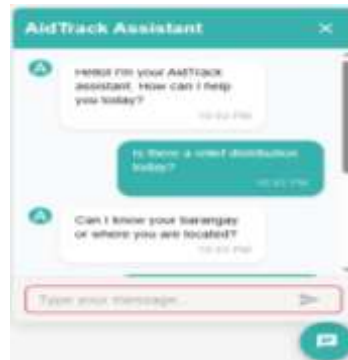 AidTrack Assistant
A
Hello! I'm your AidTrack
assistant. How can I help
you today?
Is there a relief distribution
today?
A
Can I know your barangay
or where you are located?
Type your message...